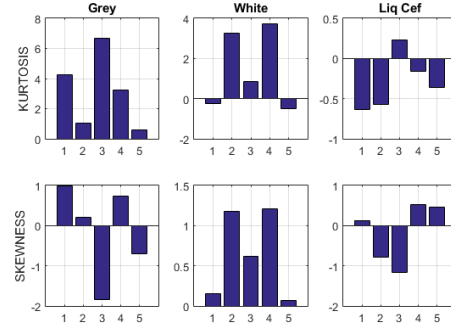 Grey White Liq Cef
KURTOSIS
8 6 4 2 0
4 2 0 -2
0.5 0 -0.5 -1
1 2 3 4 5 1 2 3 4 5 1 2 3 4 5
SKEWNESS
1 0 -1 -2
1.5 1 0.5 0
1 0 -1 -2
1 2 3 4 5 1 2 3 4 5 1 2 3 4 5